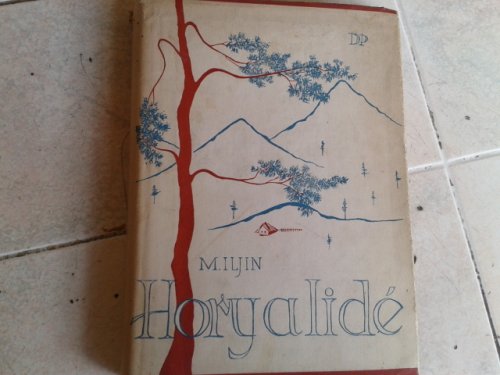 DP
M. ILJIN
Hory a lidé